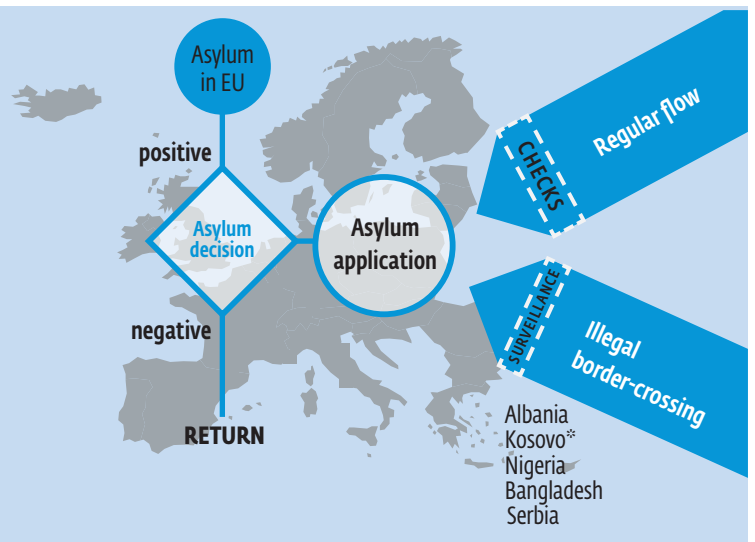 Asylum
in EU
positive
Asylum
decision
negative
RETURN
Asylum
application
CHECKS
Regular flow
SURVEILLANCE
Illegal
border-crossing
Albania
Kosovo*
Nigeria
Bangladesh
Serbia